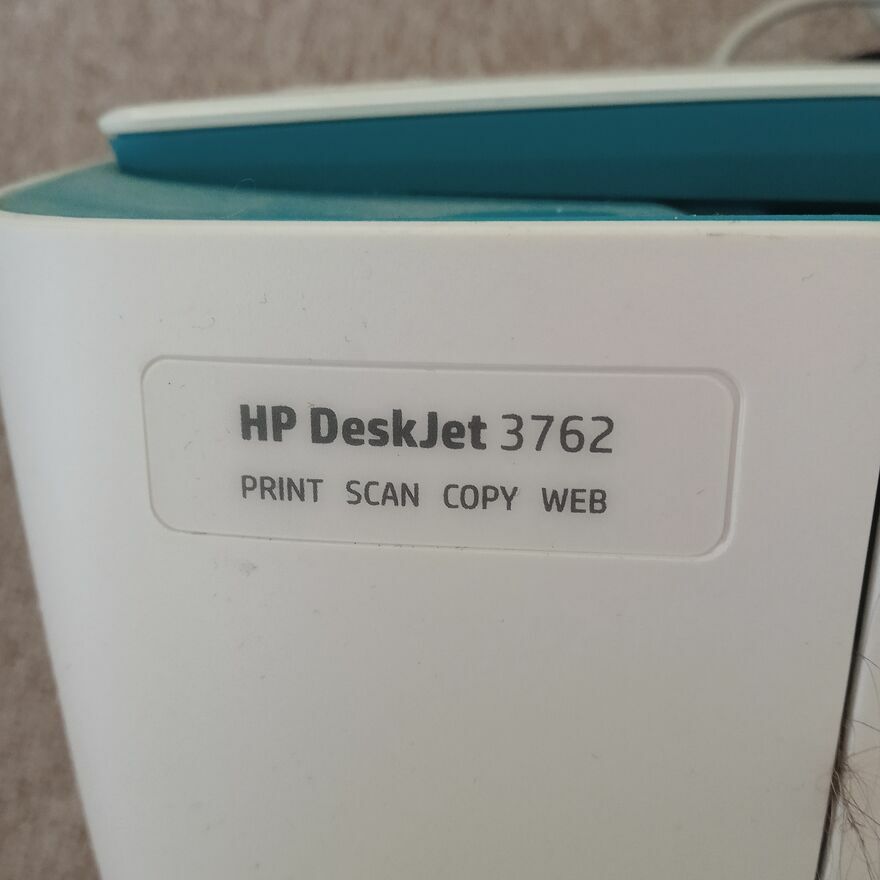 HP DeskJet 3762
PRINT SCAN COPY WEB